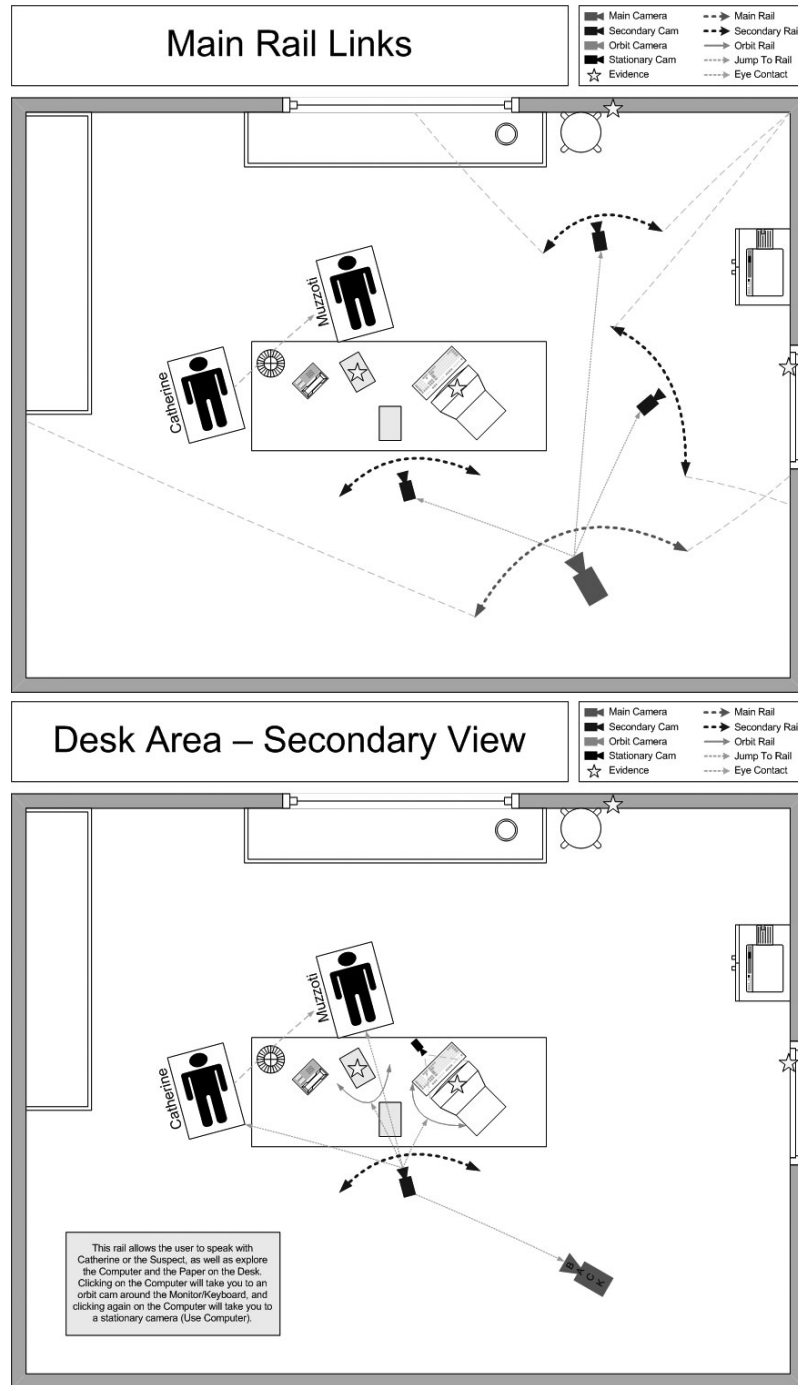 Main Rail Links
Main Camera
Secondary Cam
Orbit Camera
Stationary Cam
Evidence
Main Rail
Secondary Rail
Orbit Rail
Jump To Rail
Eye Contact
Muzzoti
Catherine
Desk Area – Secondary View
Main Camera
Secondary Cam
Orbit Camera
Stationary Cam
Evidence
Main Rail
Secondary Rail
Orbit Rail
Jump To Rail
Eye Contact
Muzzoti
Catherine
This rail allows the user to speak with
Catherine or the Suspect, as well as explore
the Computer and the Paper on the Desk.
Clicking on the Computer will take you to an
orbit cam around the Monitor/Keyboard, and
clicking again on the Computer will take you to
a stationary camera (Use Computer).
BACK